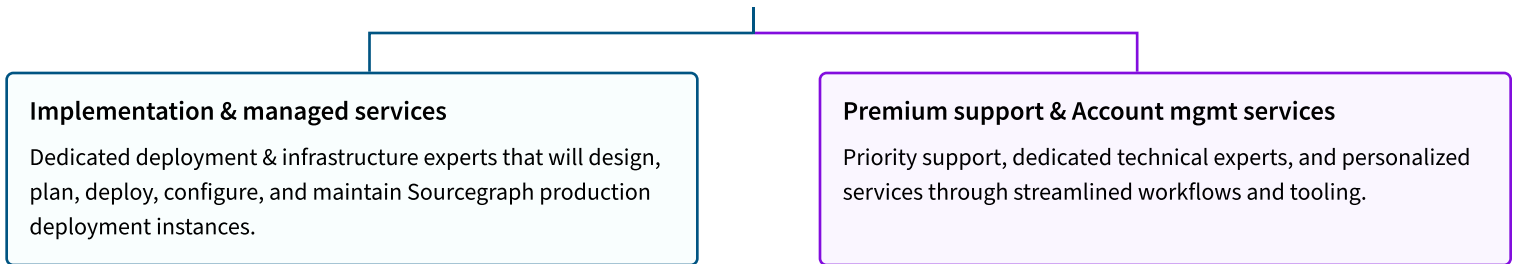 Implementation & managed services
Dedicated deployment & infrastructure experts that will design,
plan, deploy, configure, and maintain Sourcegraph production
deployment instances.
Premium support & Account mgmt services
Priority support, dedicated technical experts, and personalized
services through streamlined workflows and tooling.